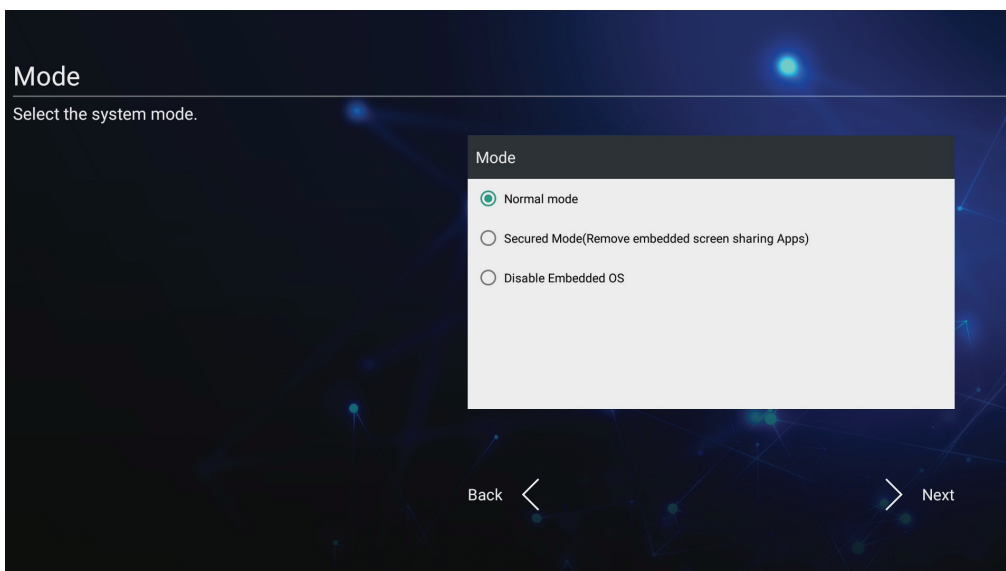 Mode
Select the system mode.
Mode
Normal mode
Secured Mode(Remove embedded screen sharing Apps)
Disable Embedded OS
Back
Next